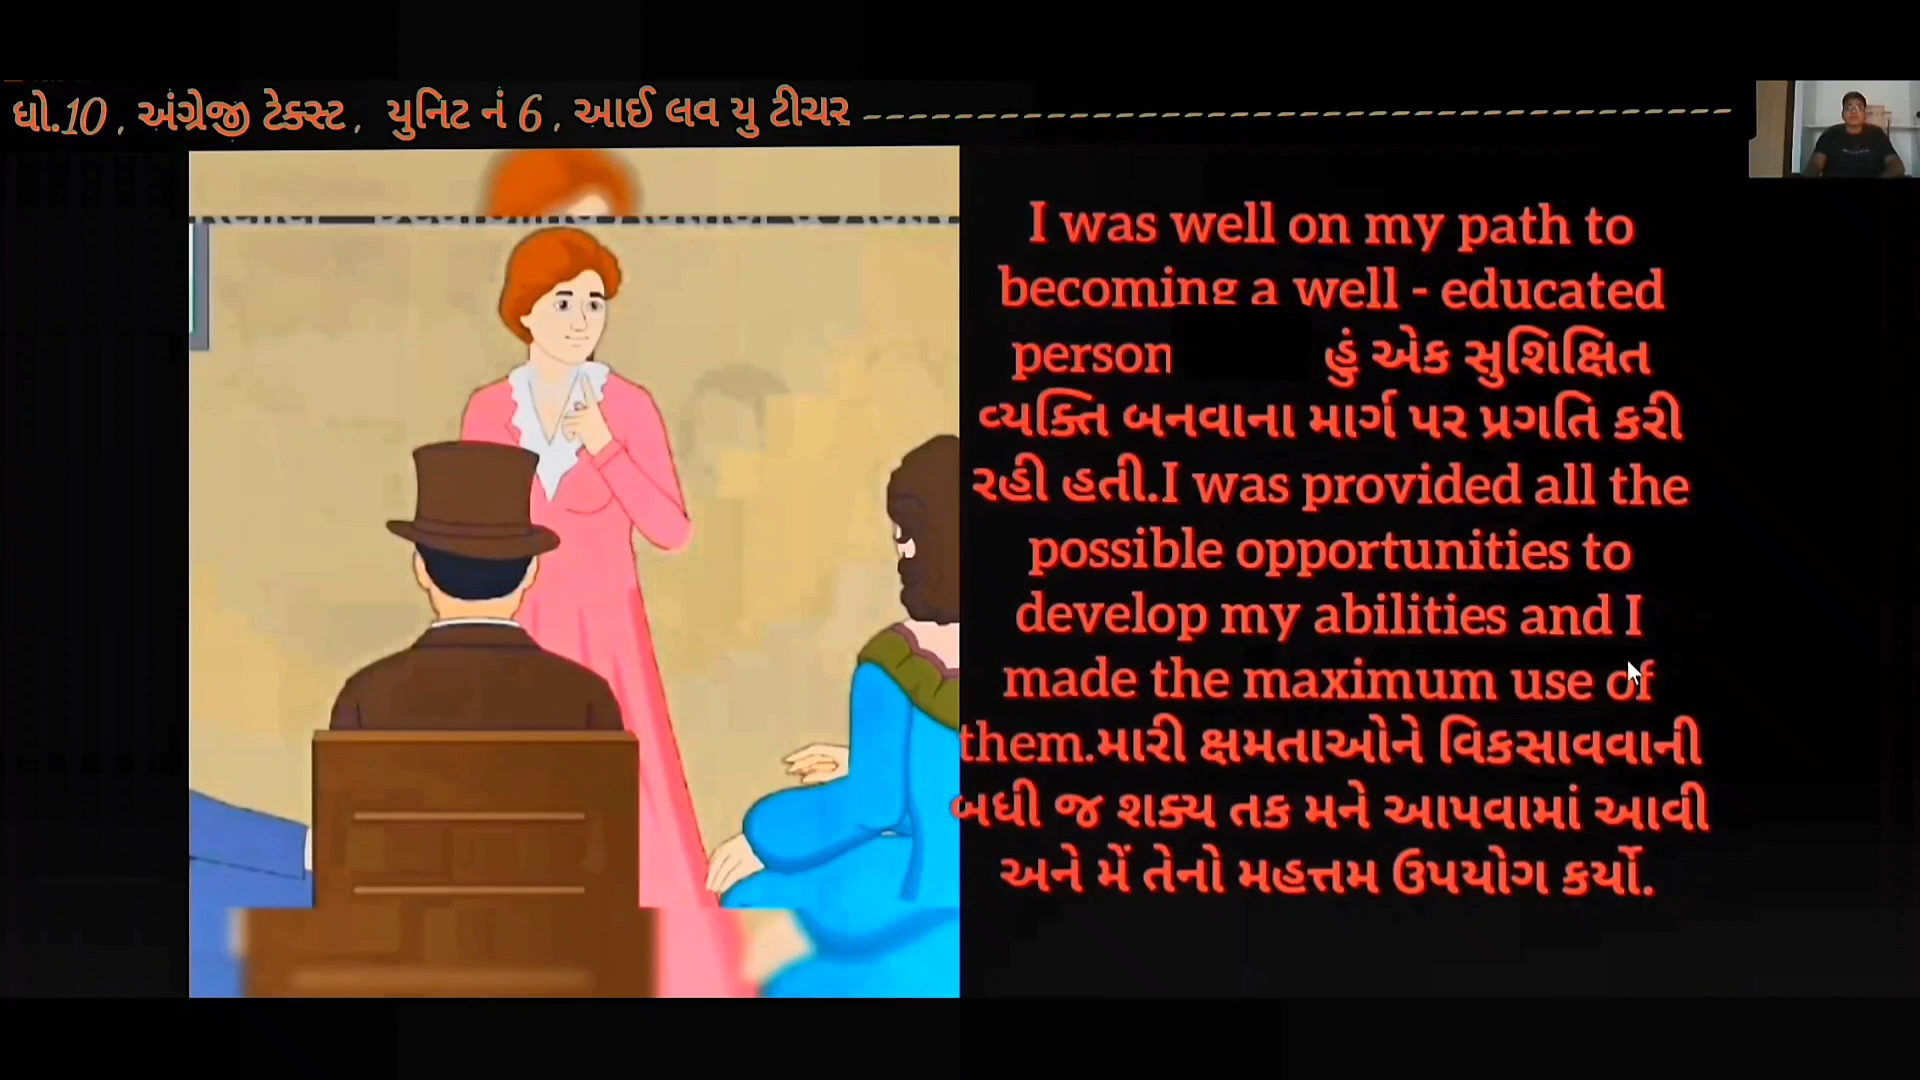 ધો.10 , અંગ્રેજી ટેક્સ્ટ, યુનિટ નં 6 , આઈ લવ યુ ટીચર
I was well on my path to
becoming a well - educated
person હું એક સુશિક્ષિત
વ્યક્તિ બનવાના માર્ગ પર પ્રગતિ કરી
રહી હતી.I was provided all the
possible opportunities to
develop my abilities and I
made the maximum use of
them.મારી ક્ષમતાઓને વિકસાવવાની
બધી જ શક્ય તક મને આપવામાં આવી
અને મેં તેનો મહત્તમ ઉપયોગ કર્યો.